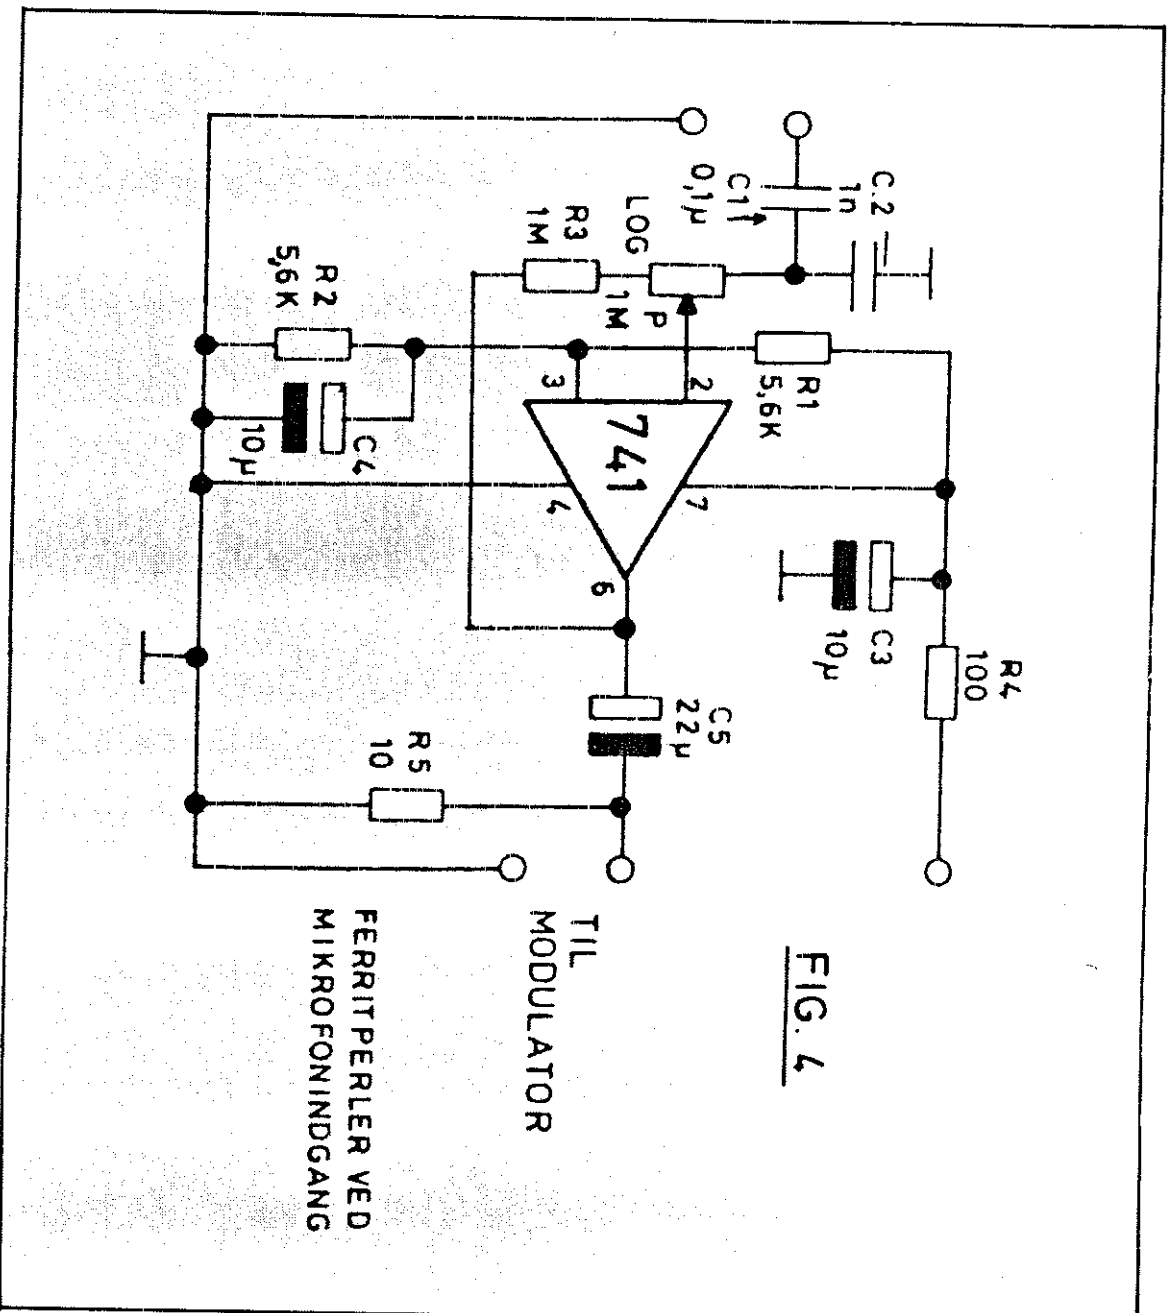 C.2
1n
C1
0,1µ
LOG
P
1M
R3
1M
R1
5,6K
R2
5,6K
C4
10µ
2
3
741
7
4
6
C3
10µ
R4
100
C5
22µ
R5
10
FIG. 4
TIL
MODULATOR
FERRITPERLER VED
MIKROFONINDGANG